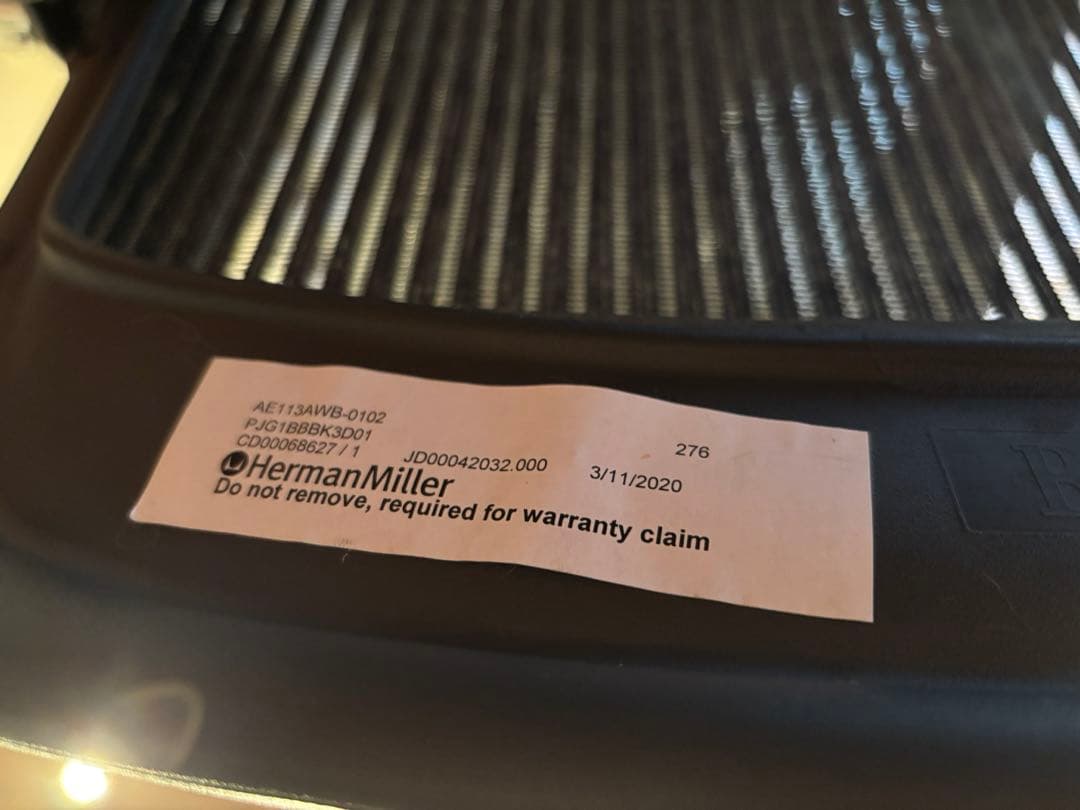 AE113AWB-0102
PJG1BBBK3D01
CD00068627 / 1
JD00042032.000
276
3/11/2020
HermanMiller
Do not remove, required for warranty claim
B